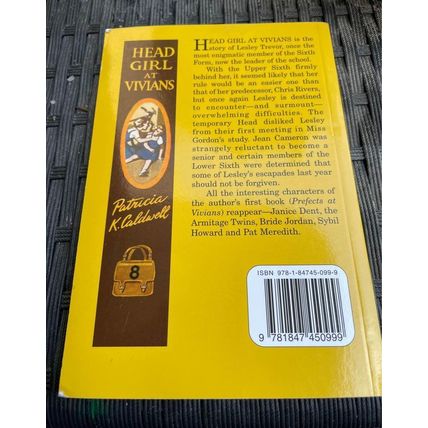 HEAD
GIRL
AT
VIVIANS
Patricia
K. Caldwell
8
HEAD GIRL AT VIVIANS is the
story of Lesley Trevor, once the
most enigmatic member of the Sixth
Form, now the leader of the school.
With the Upper Sixth firmly
behind her, it seemed likely that her
rule would be an easier one than
that of her predecessor, Chris Rivers,
but once again Lesley is destined
to encounter—and surmount—
overwhelming difficulties. The
temporary Head disliked Lesley
from their first meeting in Miss
Gordon's study. Jean Cameron was
strangely reluctant to become a
senior and certain members of the
Lower Sixth were determined that
some of Lesley's escapades last year
should not be forgiven.
All the interesting characters of
the author's first book (Prefects at
Vivians) reappear—Janice Dent, the
Armitage Twins, Bride Jordan, Sybil
Howard and Pat Meredith.
ISBN 978-1-84745-099-9
9 781847 450999